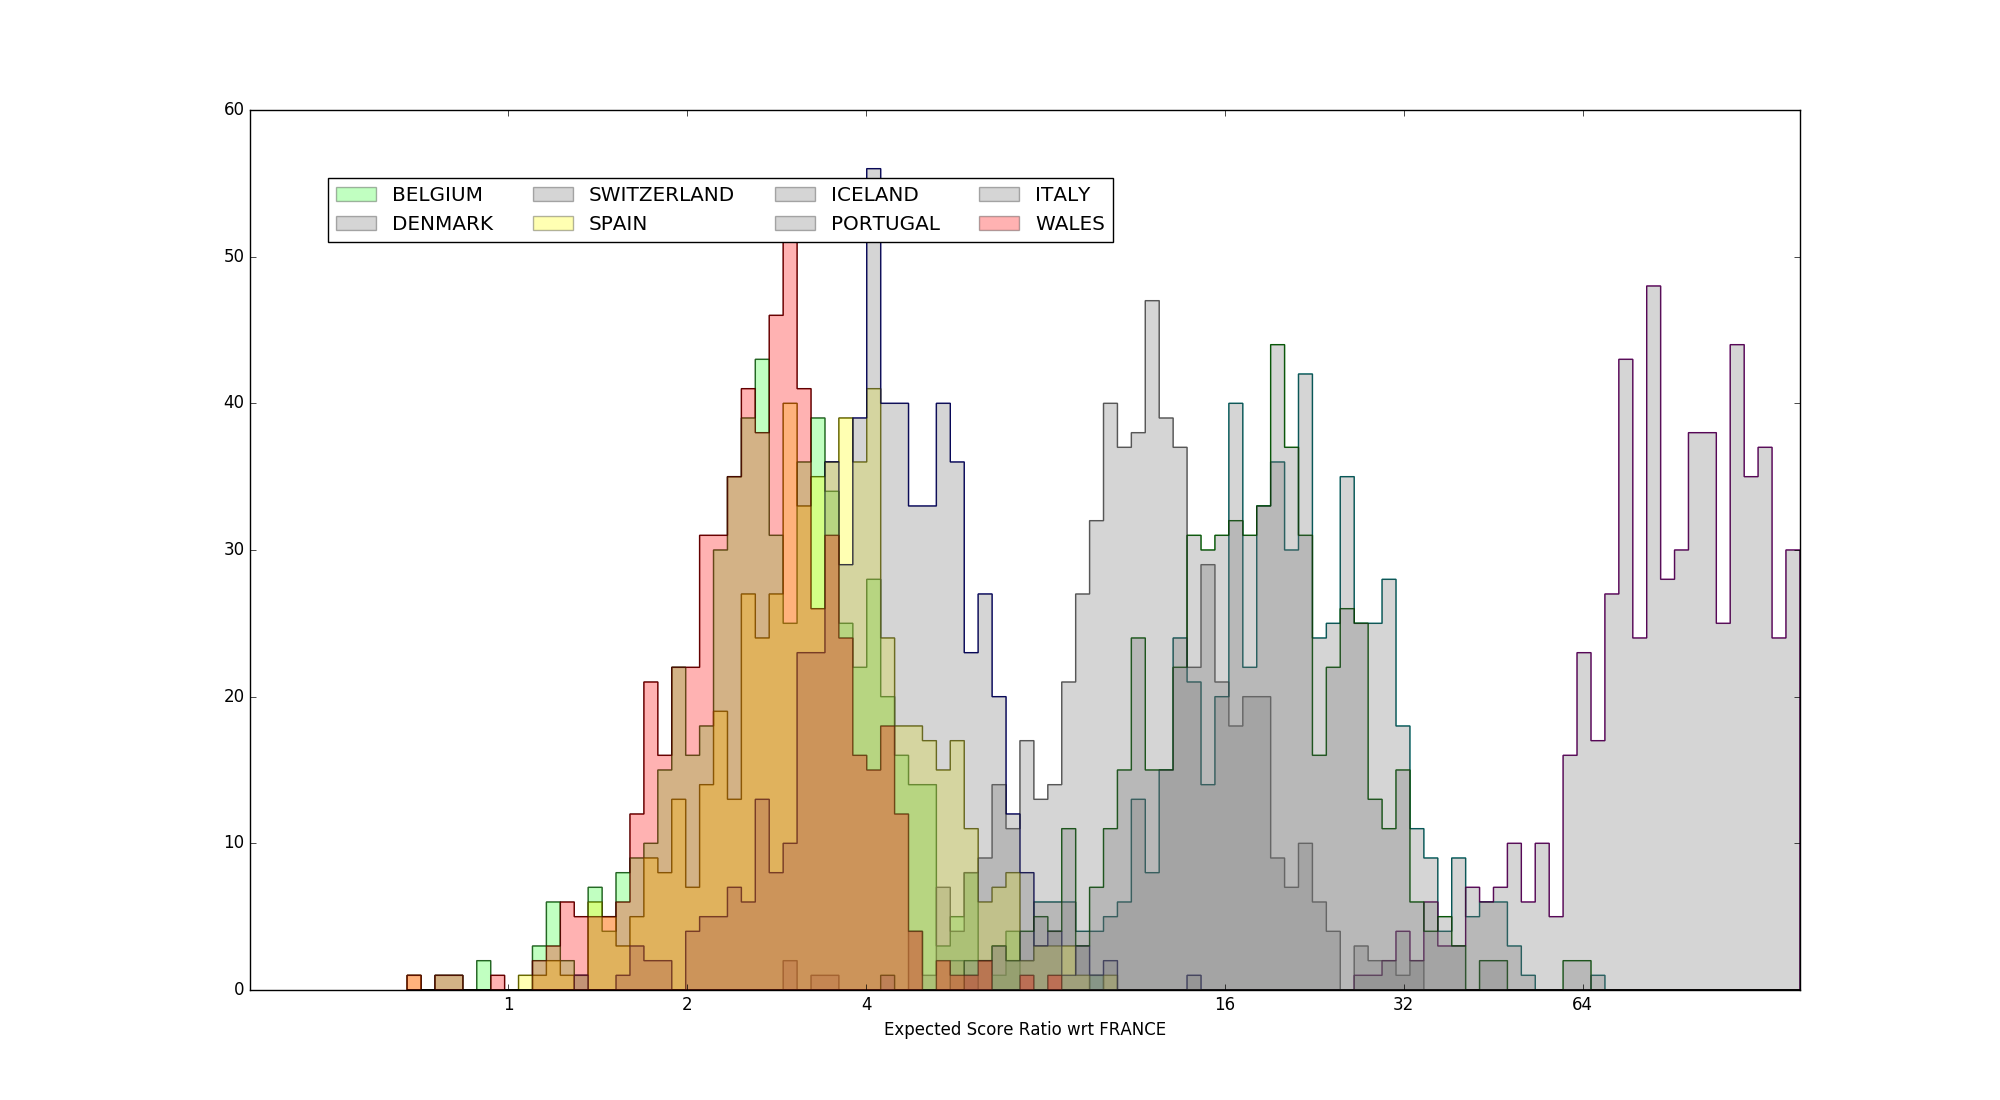 60
BELGIUM SWITZERLAND ICELAND ITALY
DENMARK SPAIN PORTUGAL WALES
50
40
30
20
10
0
1 2 4 16 32 64
Expected Score Ratio wrt FRANCE